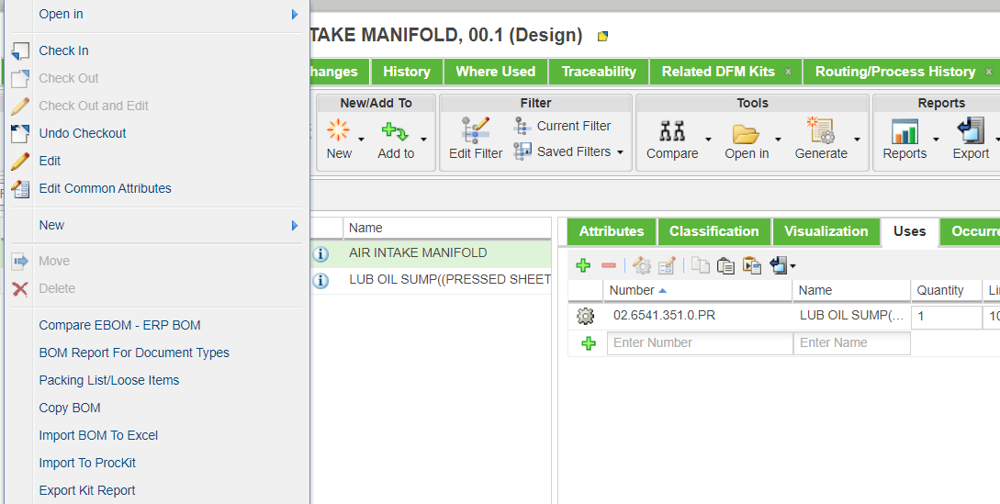 Open in
Check In
Check Out
Check Out and Edit
Undo Checkout
Edit
Edit Common Attributes
New
Move
Delete
Compare EBOM - ERP BOM
BOM Report For Document Types
Packing List/Loose Items
Copy BOM
Import BOM To Excel
Import To ProcKit
Export Kit Report
TAKE MANIFOLD, 00.1 (Design)
hanges History Where Used Traceability Related DFM Kits x Routing/Process History x
New/Add To Filter Tools Reports
New Add to Edit Filter Current Filter Saved Filters Compare Open in Generate Reports Export
Name
AIR INTAKE MANIFOLD
LUB OIL SUMP((PRESSED SHEET
Attributes Classification Visualization Uses Occurre
Number Name Quantity Li
02.6541.351.0.PR LUB OIL SUMP(... 1 10
Enter Number Enter Name